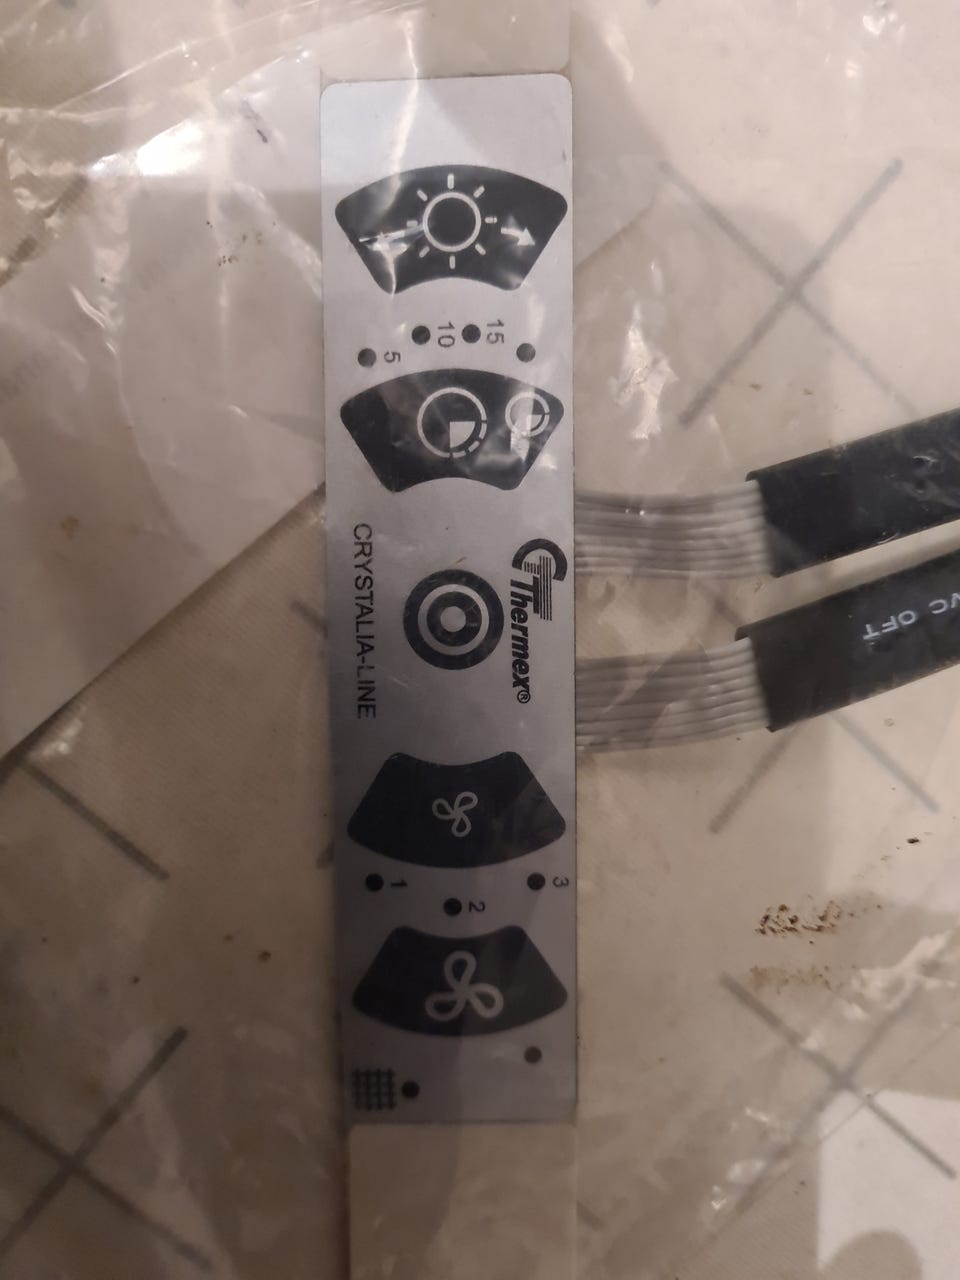 15
10
5
Thermex®
CRYSTALIA-LINE
3
2
1
VC OFT